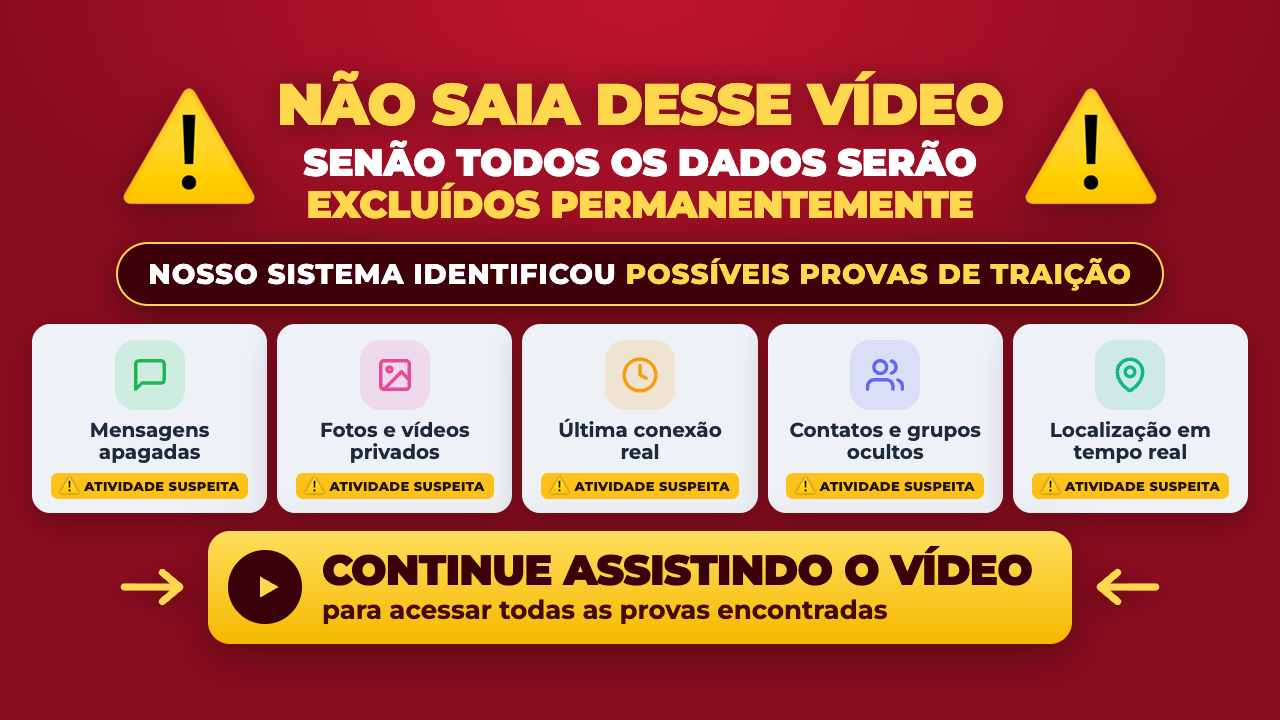 NÃO SAIA DESSE VÍDEO
SENÃO TODOS OS DADOS SERÃO
EXCLUÍDOS PERMANENTEMENTE
NOSSO SISTEMA IDENTIFICOU POSSÍVEIS PROVAS DE TRAIÇÃO
Mensagens
apagadas
ATIVIDADE SUSPEITA
Fotos e vídeos
privados
ATIVIDADE SUSPEITA
Última conexão
real
ATIVIDADE SUSPEITA
Contatos e grupos
ocultos
ATIVIDADE SUSPEITA
Localização em
tempo real
ATIVIDADE SUSPEITA
CONTINUE ASSISTINDO O VÍDEO
para acessar todas as provas encontradas